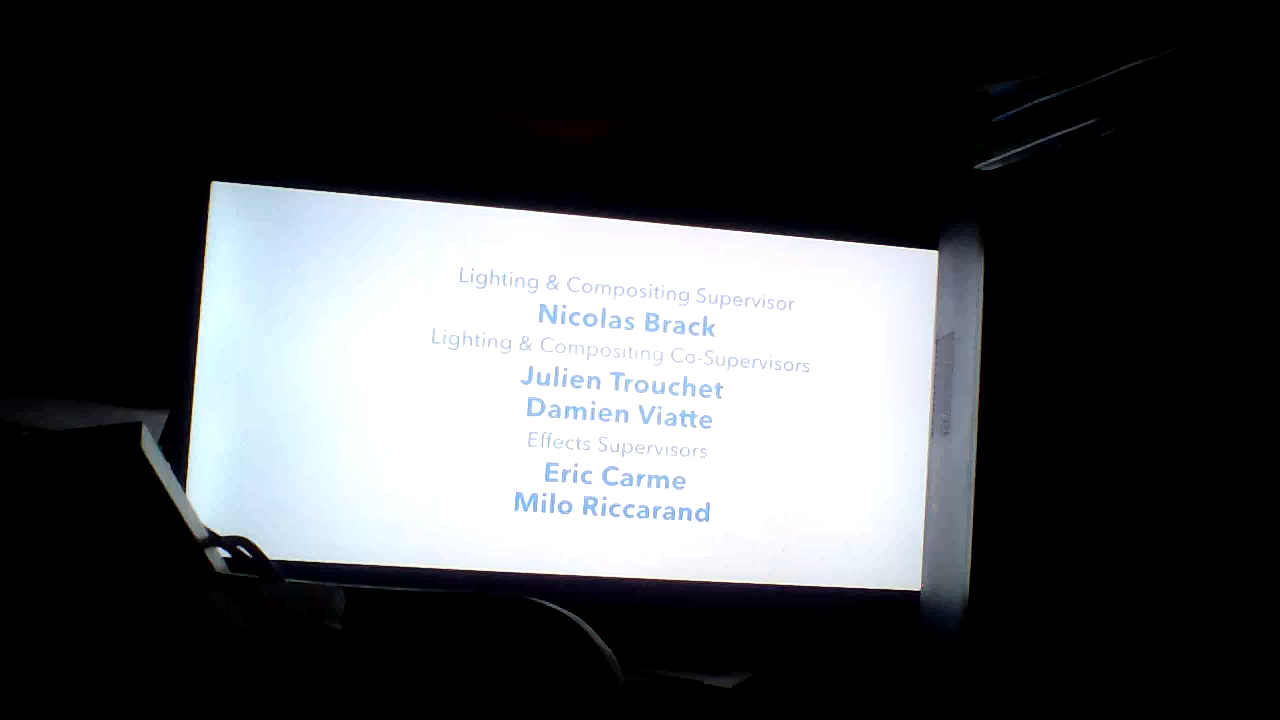 Lighting & Compositing Supervisor
Nicolas Brack
Lighting & Compositing Co-Supervisors
Julien Trouchet
Damien Viatte
Effects Supervisors
Eric Carme
Milo Riccarand